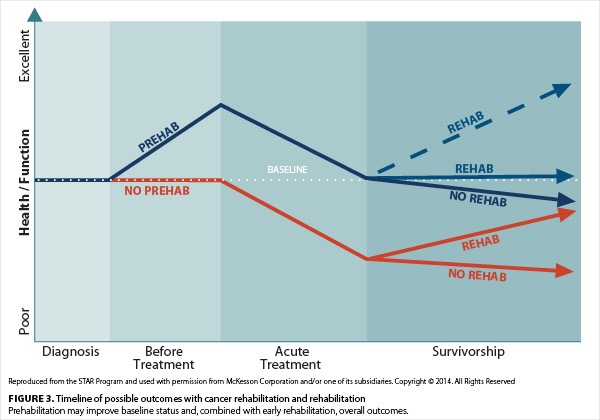 Excellent
Health / Function
Poor
PREHAB
NO PREHAB
BASELINE
REHAB
REHAB
NO REHAB
REHAB
NO REHAB
Diagnosis
Before
Treatment
Acute
Treatment
Survivorship
Reproduced from the STAR Program and used with permission from McKesson Corporation and/or one of its subsidiaries. Copyright © 2014. All Rights Reserved
FIGURE 3. Timeline of possible outcomes with cancer rehabilitation and rehabilitation
Prehabilitation may improve baseline status and, combined with early rehabilitation, overall outcomes.